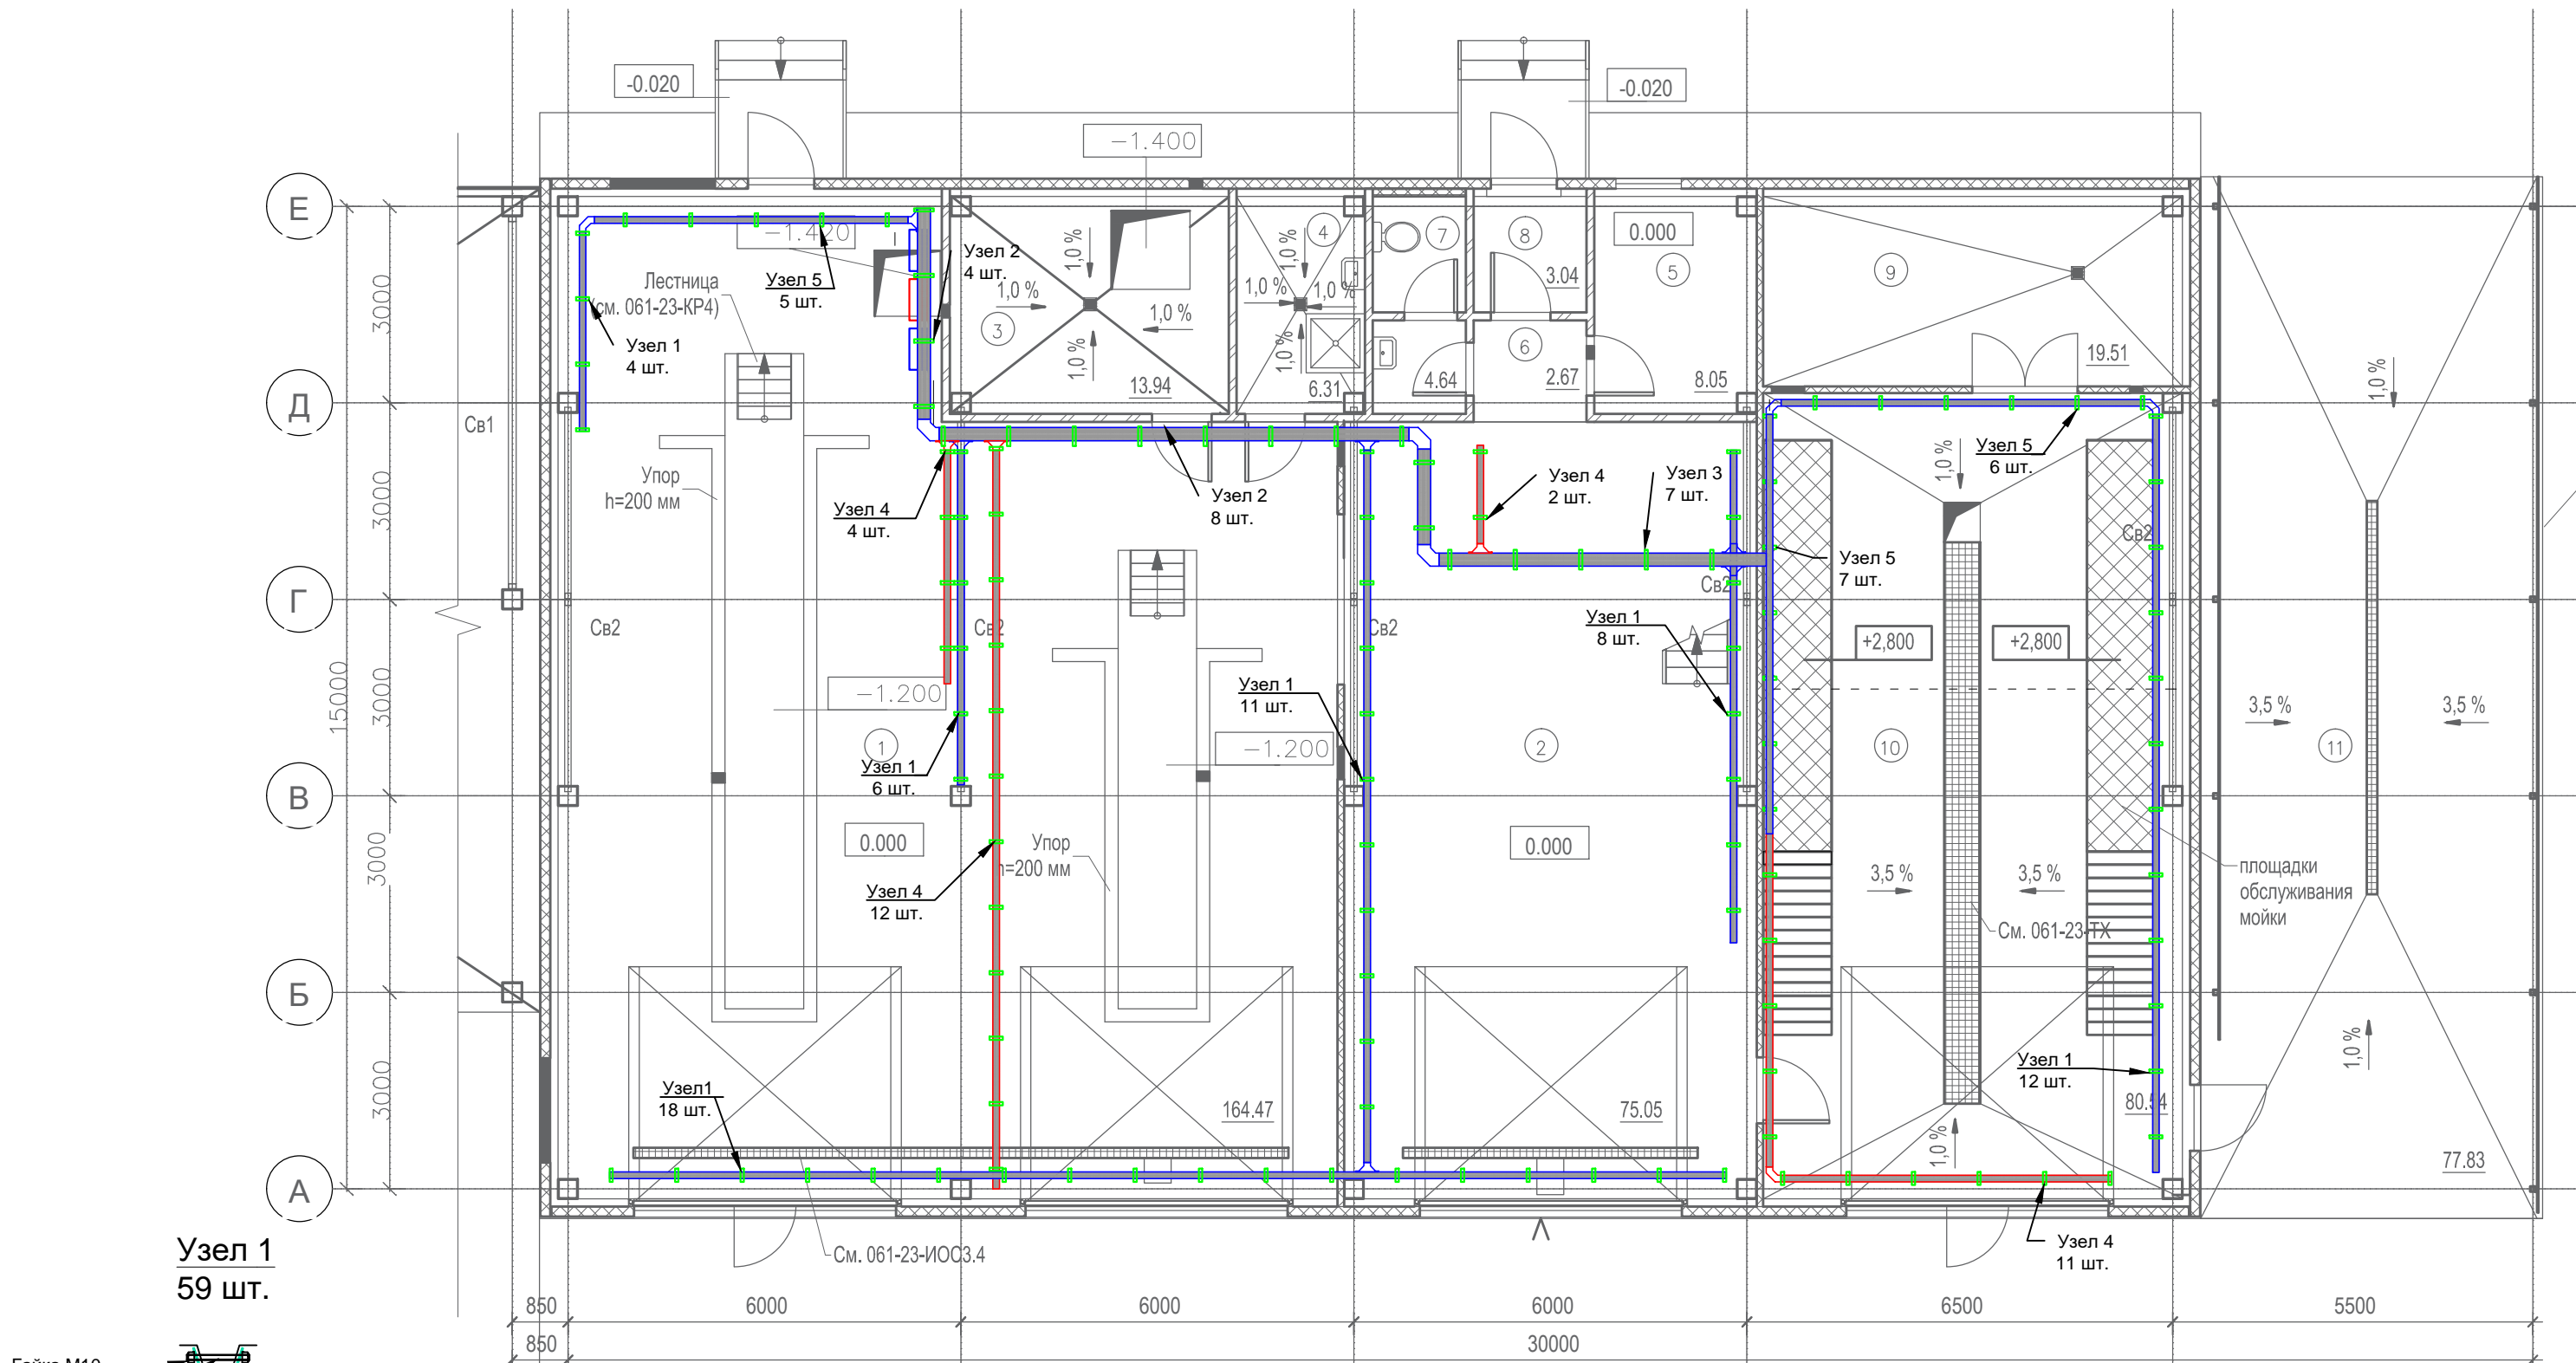 -0.020
-0.020
-1.400
Е
Д
Г
В
Б
А
3000
3000
3000
3000
3000
15000
-1.420
Лестница
(см. 061-23-КР4)
Узел 5
5 шт.
Узел 2
4 шт.
Узел 1
4 шт.
1,0 %
1,0 %
1,0 %
1,0 %
3
13.94
4
1,0 %
1,0 %
1,0 %
1,0 %
6.31
7
4.64
8
3.04
6
2.67
0.000
5
8.05
9
19.51
Св1
Упор
h=200 мм
Узел 4
4 шт.
Узел 2
8 шт.
Узел 4
2 шт.
Узел 3
7 шт.
Узел 5
6 шт.
1,0 %
Св2
Узел 5
7 шт.
Св2
Св2
Св2
Св2
Узел 1
8 шт.
+2,800
+2,800
-1.200
1
Узел 1
6 шт.
Узел 1
11 шт.
-1.200
2
10
11
3,5 %
3,5 %
1,0 %
0.000
Упор
h=200 мм
0.000
Узел 4
12 шт.
3,5 %
3,5 %
площадки
обслуживания
мойки
См. 061-23-ТХ
Узел1
18 шт.
164.47
75.05
Узел 1
12 шт.
80.54
1,0 %
1,0 %
77.83
См. 061-23-ИОС3.4
Узел 4
11 шт.
Узел 1
59 шт.
850
6000
6000
6000
6500
5500
850
30000
Гайка М10